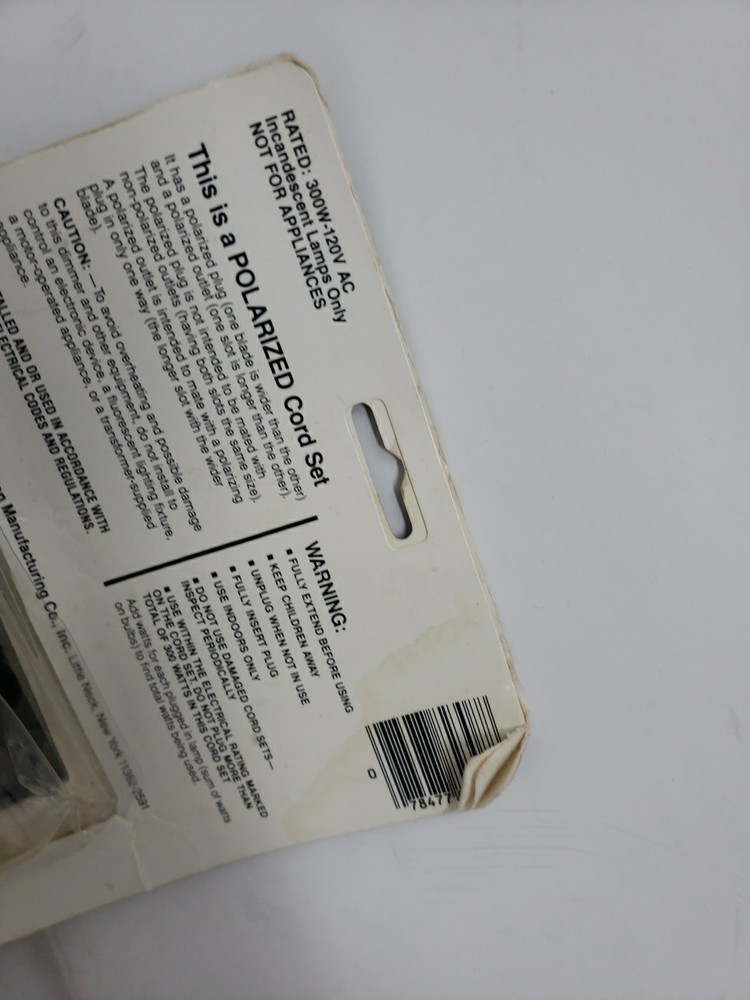 RATED: 300W-120V AC
Incandescent Lamps Only
NOT FOR APPLIANCES
This is a POLARIZED Cord Set
It has a polarized plug (one blade is wider than the other)
and a polarized outlet (one slot is longer than the other).
The polarized plug is not intended to be mated with
non-polarized outlets (having both slots the same size).
A polarized outlet is intended to mate with a polarizing
plug in only one way (the longer slot with the wider
blade).
CAUTION: —To avoid overheating and possible damage
to this dimmer and other equipment, do not install to
control an electronic device, a fluorescent lighting fixture,
a motor-operated appliance, or a transformer-supplied
appliance.
AND OR USED IN ACCORDANCE WITH
ELECTRICAL CODES AND REGULATIONS.
WARNING:
▪ FULLY EXTEND BEFORE USING
▪ KEEP CHILDREN AWAY
▪ UNPLUG WHEN NOT IN USE
▪ FULLY INSERT PLUG
▪ USE INDOORS ONLY
▪ DO NOT USE DAMAGED CORD SETS—
INSPECT PERIODICALLY
▪ USE WITHIN THE ELECTRICAL RATING MARKED
ON THE CORD SET. DO NOT PLUG MORE THAN
TOTAL OF 300 WATTS IN THIS CORD SET
Add watts for each plugged in lamp (sum of watts
on bulbs) to find total watts being used.
Manufacturing Co., Inc. Little Neck, New York 11362-2591
0
78477